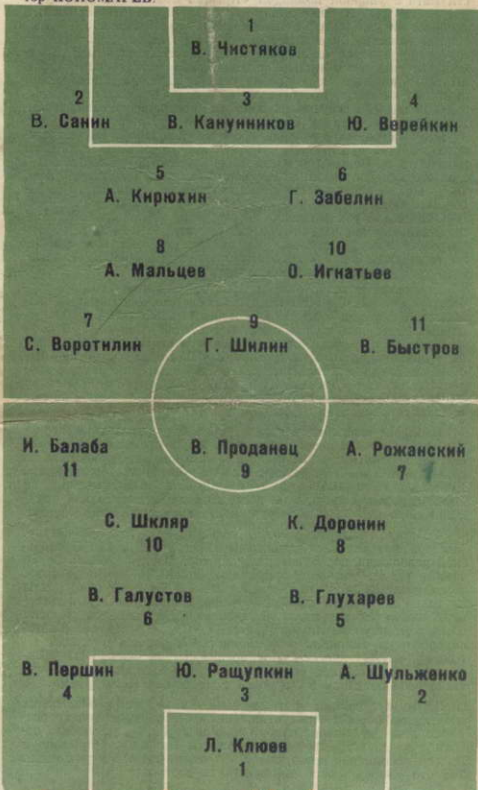 1
В. Чистяков
2 3 4
В. Санин В. Канунников Ю. Верейкин
5 6
А. Кирюхин Г. Забелин
8 10
А. Мальцев О. Игнатьев
7 9 11
С. Воротилин Г. Шилин В. Быстров
И. Балаба В. Проданец А. Рожанский
11 9 7
С. Шкляр К. Доронин
10 8
В. Галустов В. Глухарев
6 5
В. Першин Ю. Ращупкин А. Шульженко
4 3 2
Л. Клюев
1